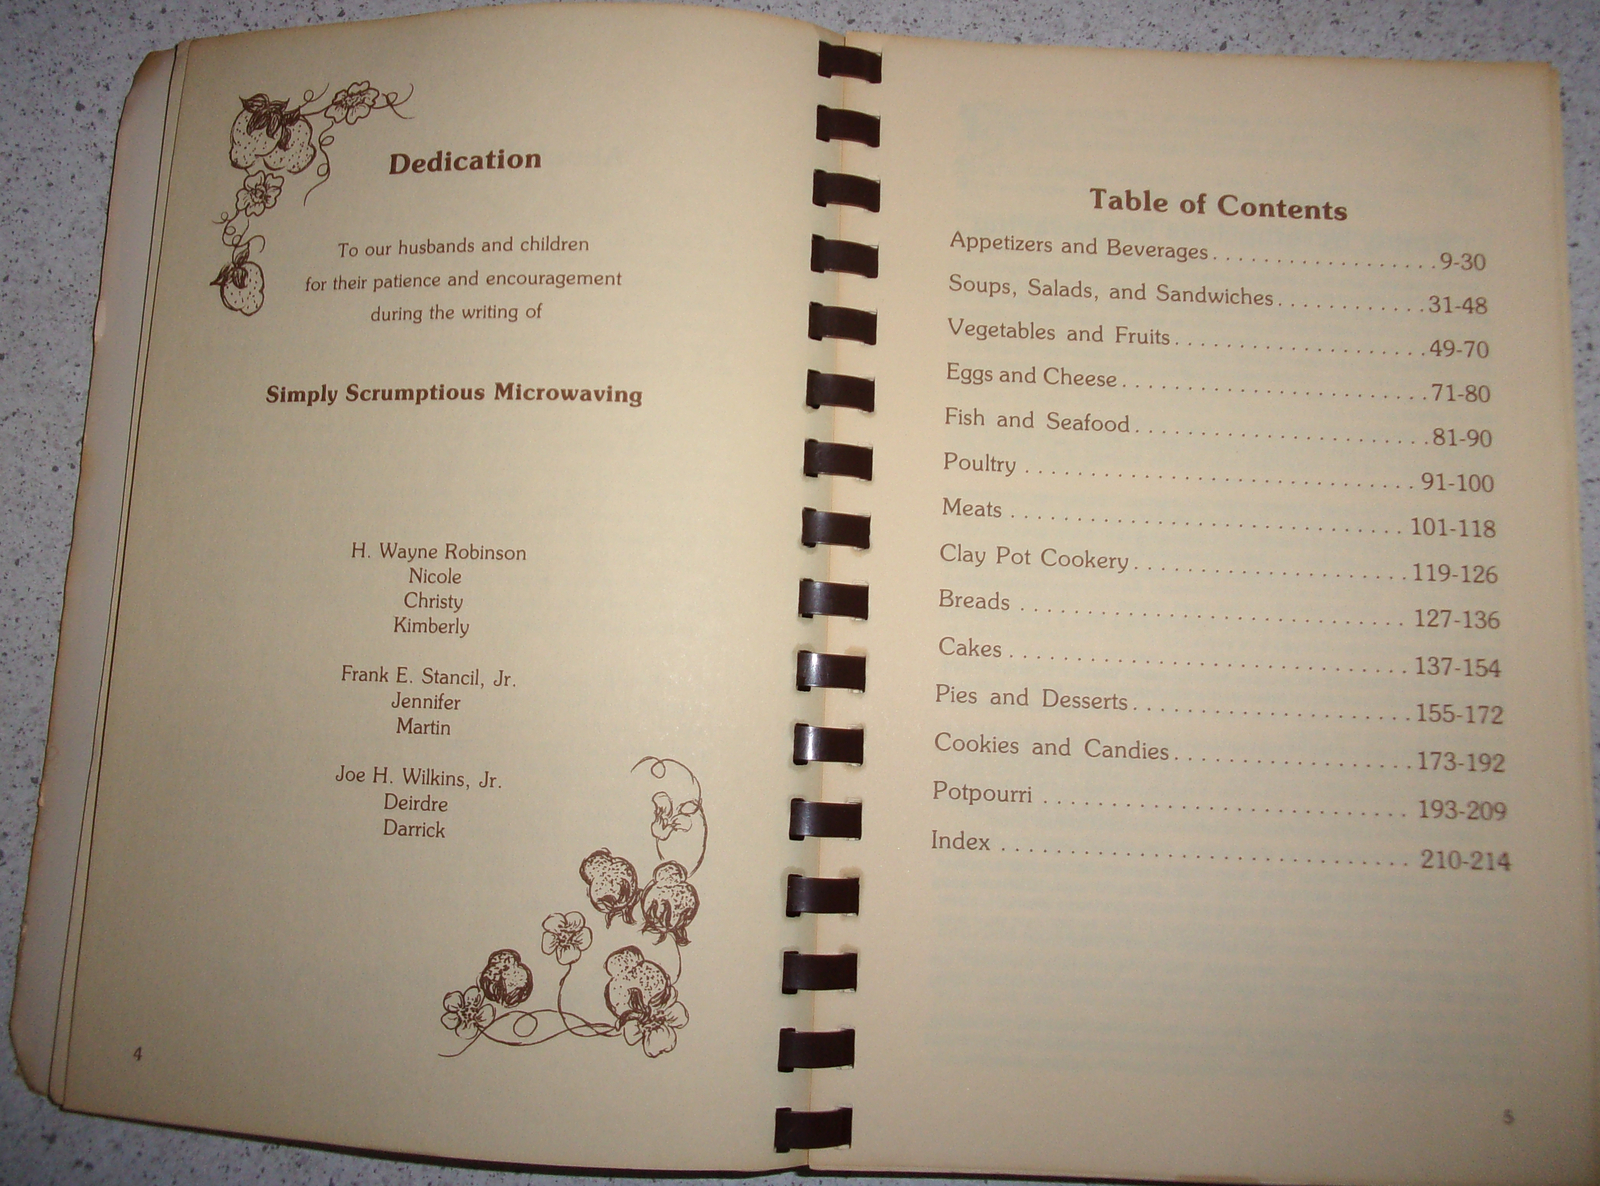 Dedication
To our husbands and children
for their patience and encouragement
during the writing of
Simply Scrumptious Microwaving
H. Wayne Robinson
Nicole
Christy
Kimberly
Frank E. Stancil, Jr.
Jennifer
Martin
Joe H. Wilkins, Jr.
Deirdre
Darrick
4
Table of Contents
Appetizers and Beverages.................9-30
Soups, Salads, and Sandwiches...........31-48
Vegetables and Fruits...................49-70
Eggs and Cheese.......................71-80
Fish and Seafood......................81-90
Poultry .............................91-100
Meats .............................101-118
Clay Pot Cookery.....................119-126
Breads .............................127-136
Cakes .............................137-154
Pies and Desserts.....................155-172
Cookies and Candies..................173-192
Potpourri ...........................193-209
Index ..............................210-214
5